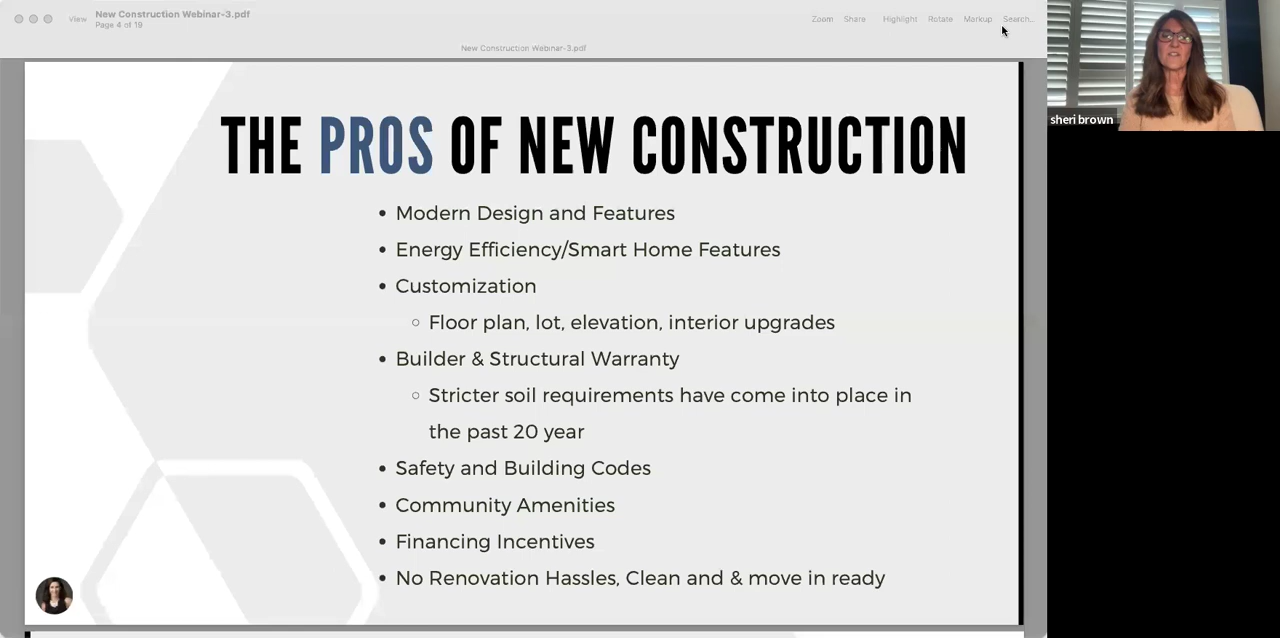 View
New Construction Webinar-3.pdf
Page 4 of 19
Zoom Share Highlight Rotate Markup Search...
New Construction Webinar-3.pdf
sheri brown
THE PROS OF NEW CONSTRUCTION
• Modern Design and Features
• Energy Efficiency/Smart Home Features
• Customization
○ Floor plan, lot, elevation, interior upgrades
• Builder & Structural Warranty
○ Stricter soil requirements have come into place in
the past 20 year
• Safety and Building Codes
• Community Amenities
• Financing Incentives
• No Renovation Hassles, Clean and & move in ready